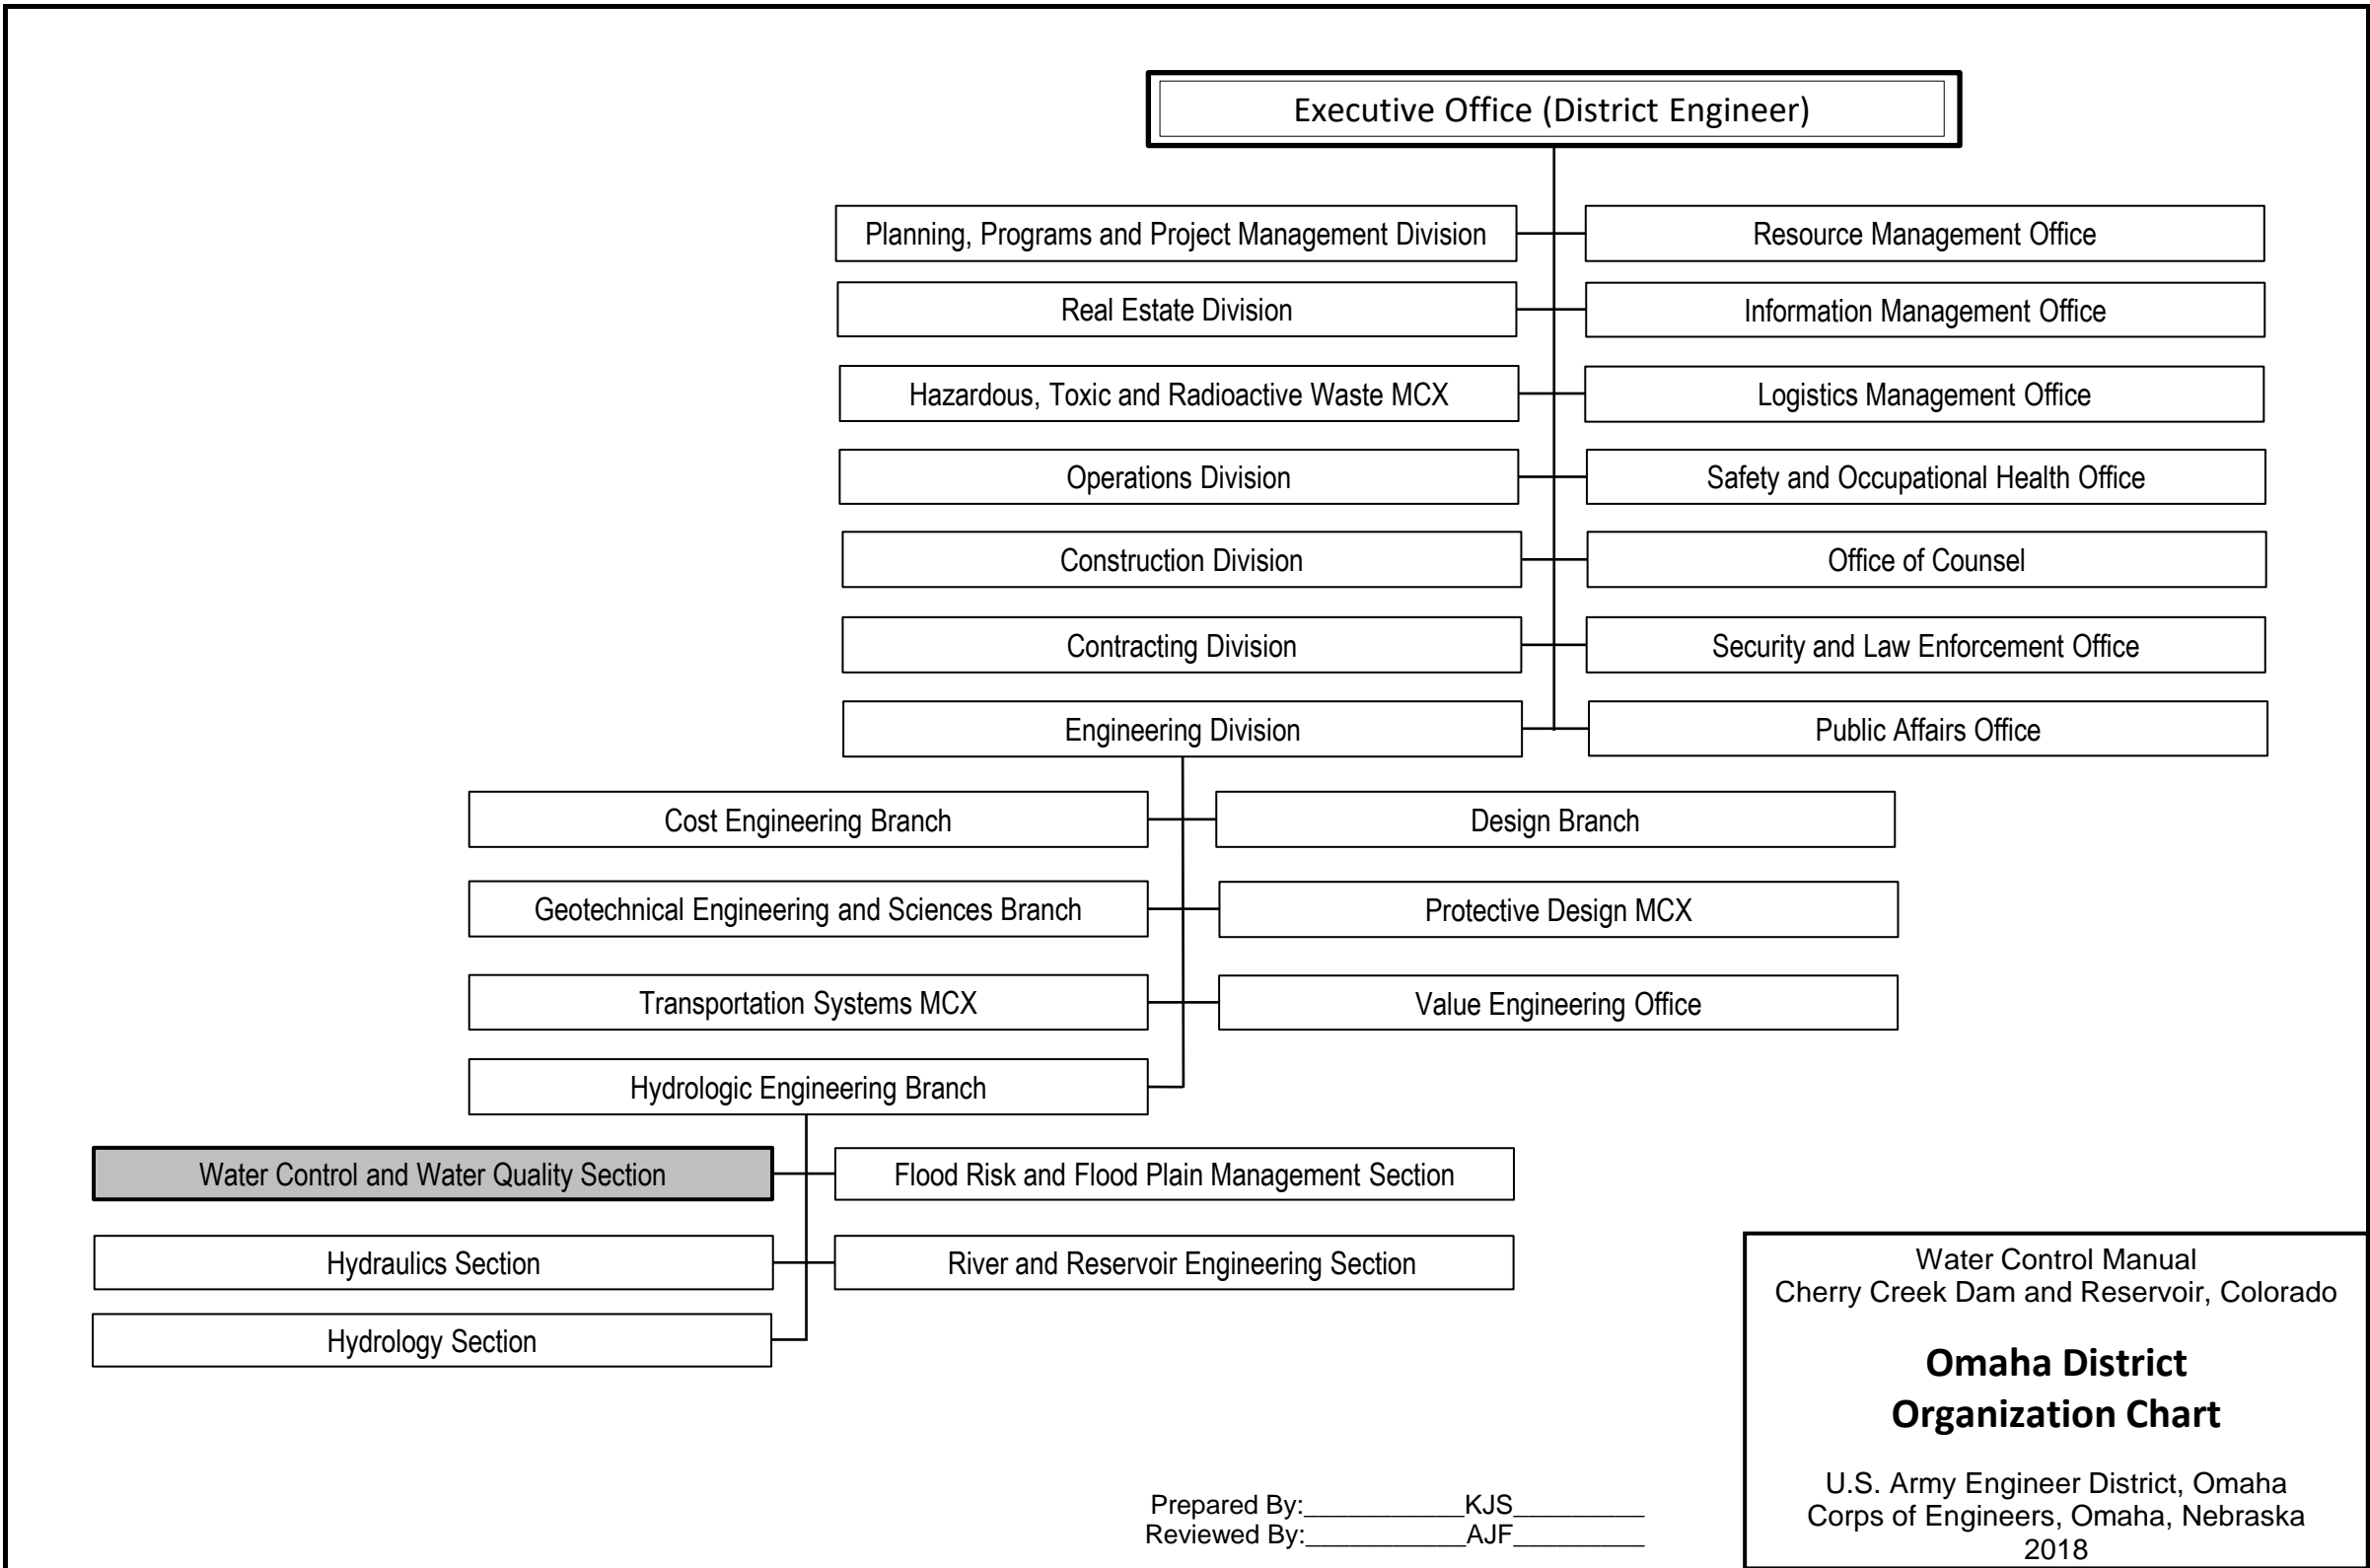 Executive Office (District Engineer)
Planning, Programs and Project Management Division
Resource Management Office
Real Estate Division
Information Management Office
Hazardous, Toxic and Radioactive Waste MCX
Logistics Management Office
Operations Division
Safety and Occupational Health Office
Construction Division
Office of Counsel
Contracting Division
Security and Law Enforcement Office
Engineering Division
Public Affairs Office
Cost Engineering Branch
Design Branch
Geotechnical Engineering and Sciences Branch
Protective Design MCX
Transportation Systems MCX
Value Engineering Office
Hydrologic Engineering Branch
Water Control and Water Quality Section
Flood Risk and Flood Plain Management Section
Hydraulics Section
River and Reservoir Engineering Section
Hydrology Section
Water Control Manual
Cherry Creek Dam and Reservoir, Colorado
Omaha District
Organization Chart
U.S. Army Engineer District, Omaha
Corps of Engineers, Omaha, Nebraska
2018
Prepared By:___________KJS_________
Reviewed By:___________AJF_________